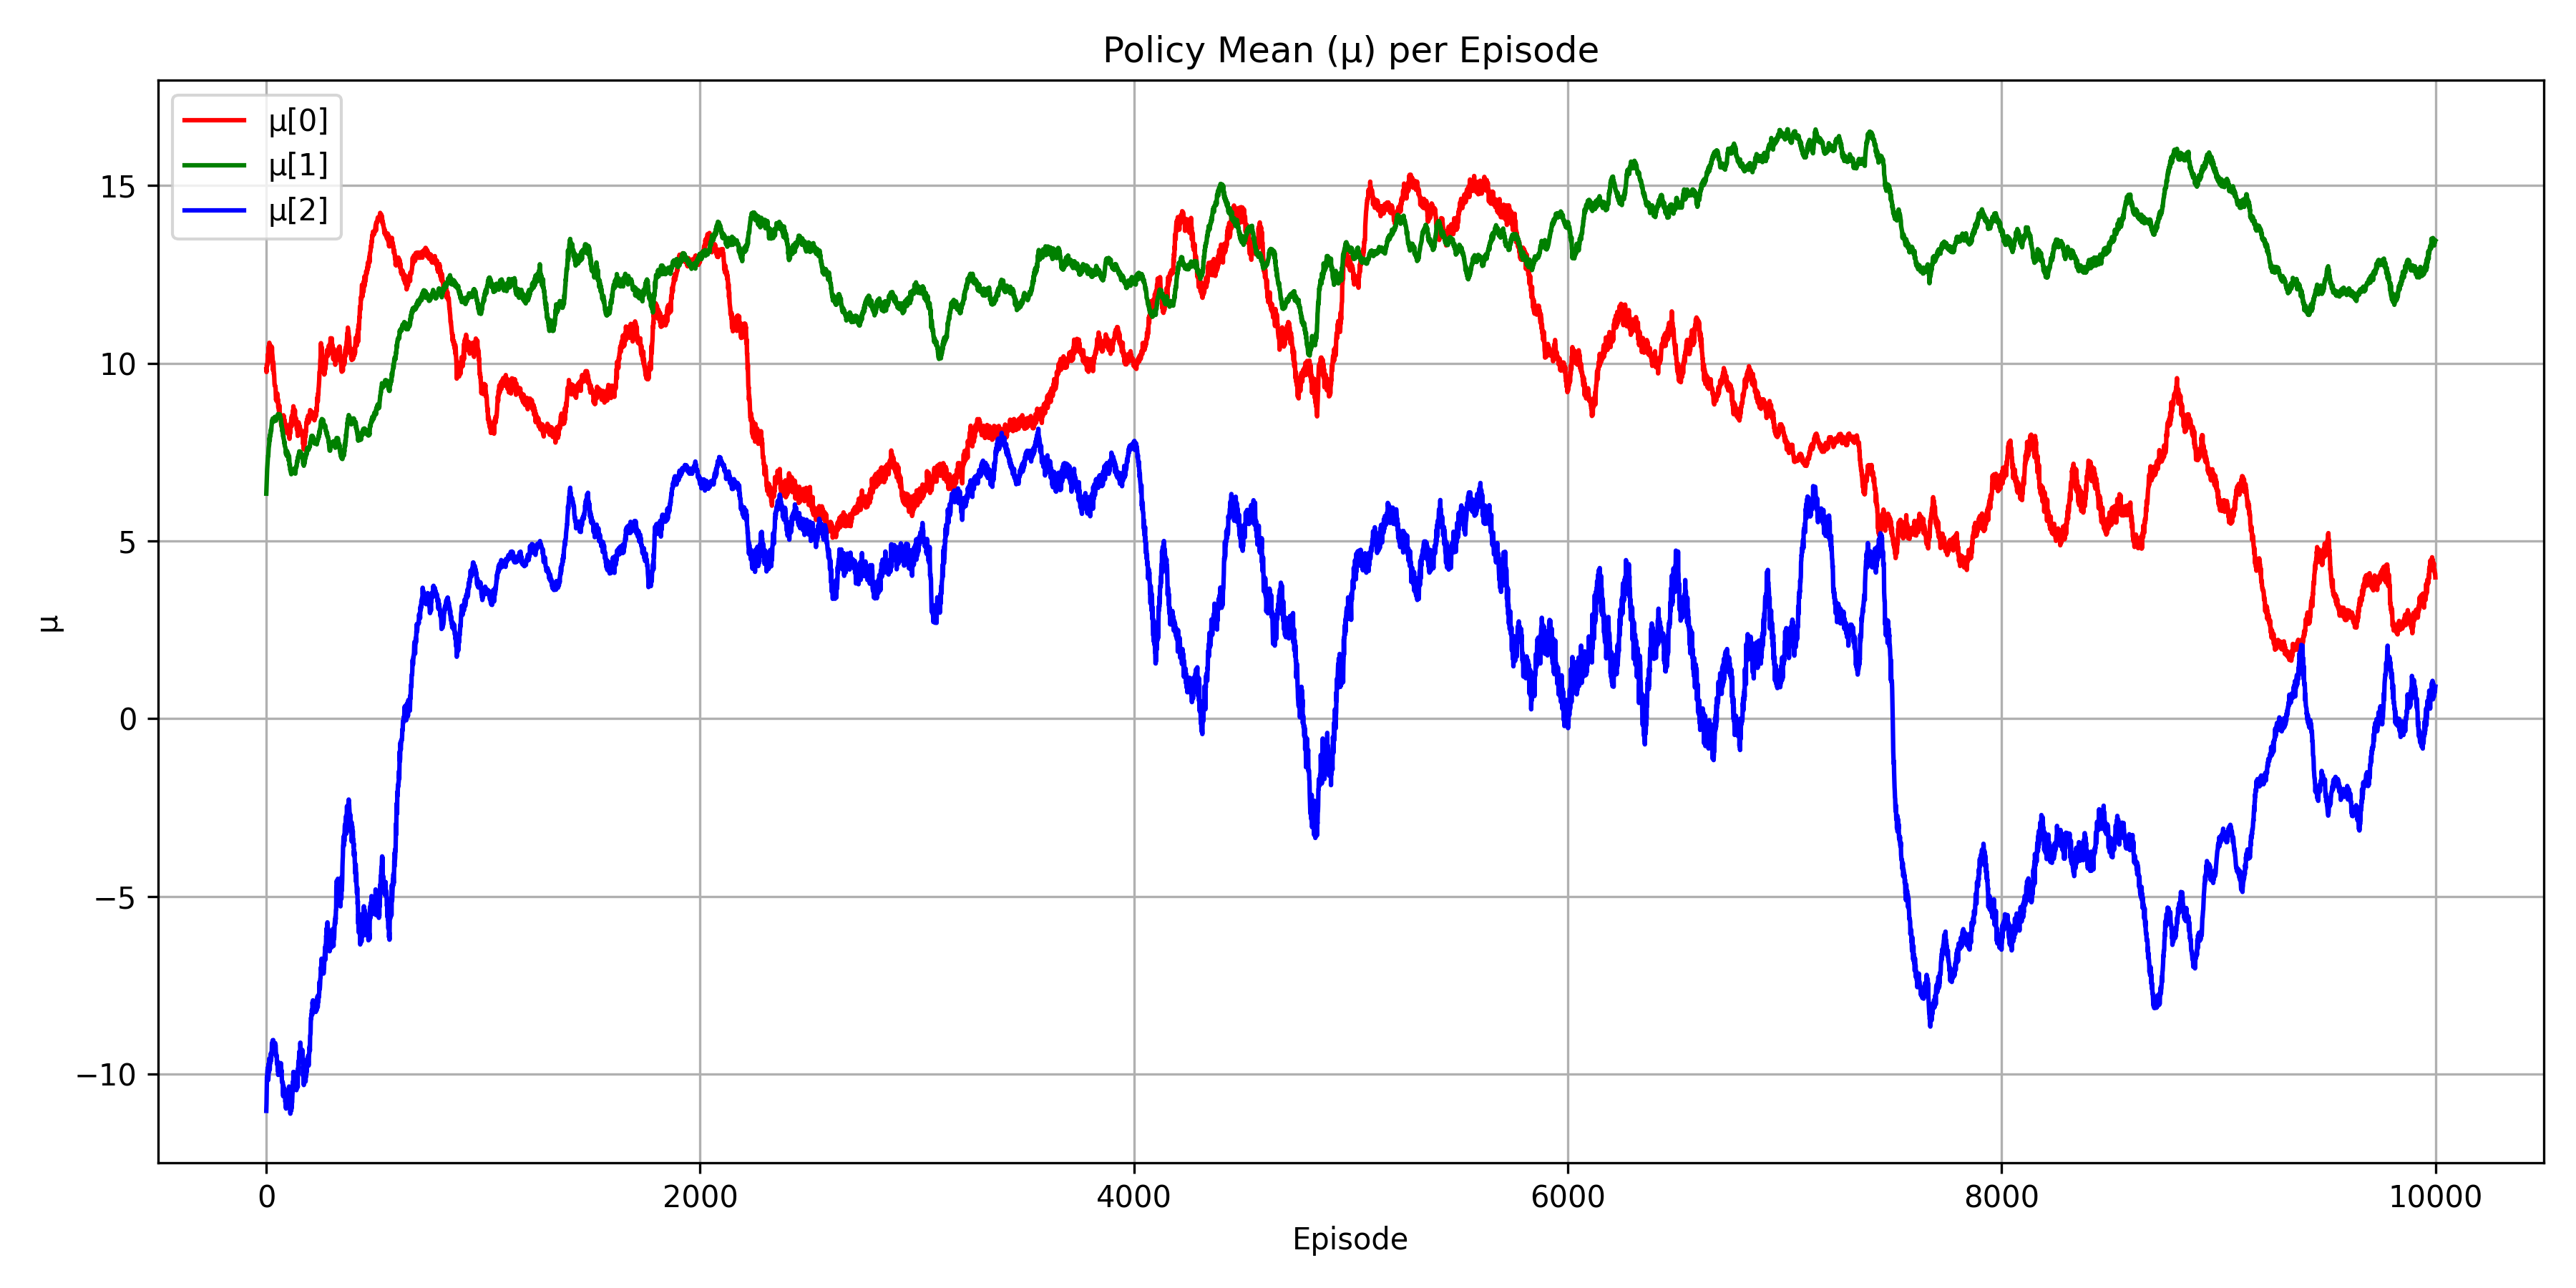 Policy Mean (μ) per Episode
μ[0]
μ[1]
μ[2]
15
10
5
0
−5
−10
μ
0 2000 4000 6000 8000 10000
Episode